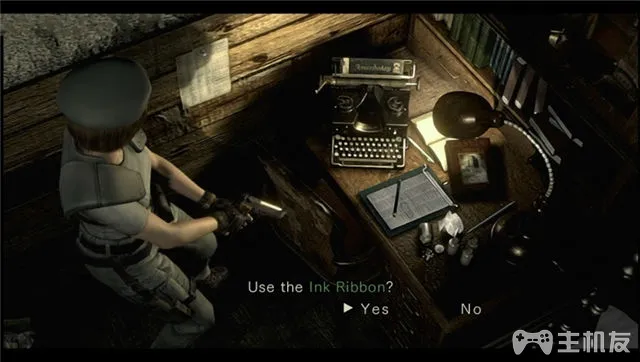 Use the Ink Ribbon?
Yes No
主机友